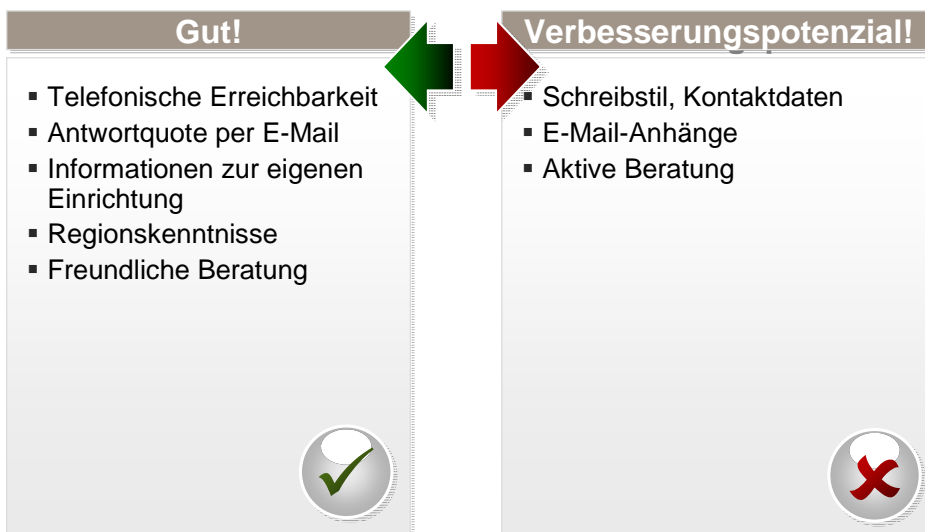 Gut!
Telefonische Erreichbarkeit
Antwortquote per E-Mail
Informationen zur eigenen
Einrichtung
Regionskenntnisse
Freundliche Beratung
Verbesserungspotenzial!
Schreibstil, Kontaktdaten
E-Mail-Anhänge
Aktive Beratung